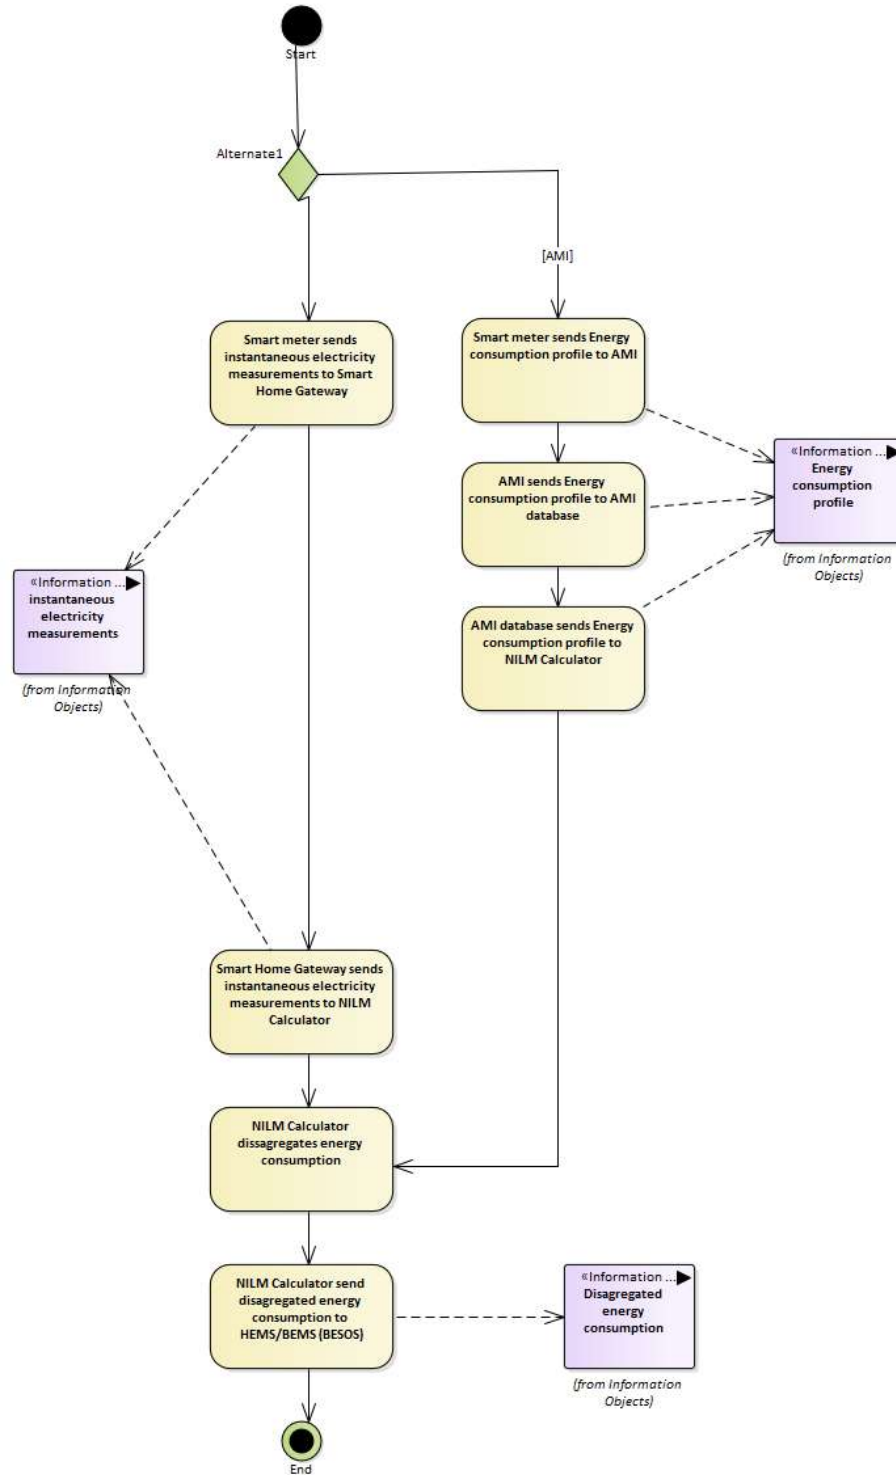 Start
Alternate1
[AMI]
Smart meter sends
instantaneous electricity
measurements to Smart
Home Gateway
Smart meter sends Energy
consumption profile to AMI
«Information ...
Energy
consumption
profile
(from Information
Objects)
AMI sends Energy
consumption profile to AMI
database
«Information ...
instantaneous
electricity
measurements
(from Information
Objects)
AMI database sends Energy
consumption profile to
NILM Calculator
Smart Home Gateway sends
instantaneous electricity
measurements to NILM
Calculator
NILM Calculator
dissagregates energy
consumption
NILM Calculator send
disagregated energy
consumption to
HEMS/BEMS (BESOS)
«Information ...
Disagregated
energy
consumption
(from Information
Objects)
End